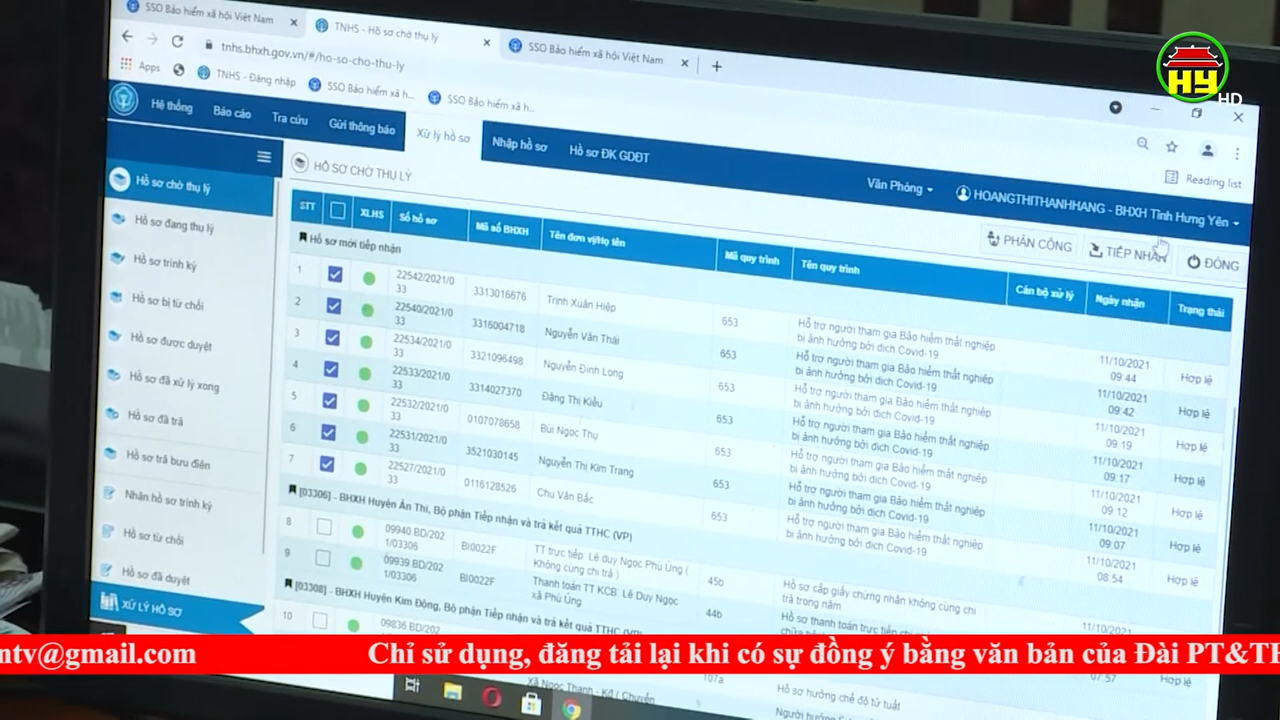 SSO Bảo hiểm xã hội Việt Nam
TNHS - Hồ sơ chờ thụ lý
SSO Bảo hiểm xã hội Việt Nam
tnhs.bhxh.gov.vn/#/ho-so-cho-thu-ly
Apps
TNHS - Đăng nhập
SSO Bảo hiểm xã h...
SSO Bảo hiểm xã h...
Reading list
HY
HD
Hệ thống
Báo cáo
Tra cứu
Gửi thông báo
Xử lý hồ sơ
Nhập hồ sơ
Hồ sơ ĐK GDĐT
Văn Phòng
HOANGTHITHANHHANG - BHXH Tỉnh Hưng Yên
HỒ SƠ CHỜ THỤ LÝ
PHÂN CÔNG
TIẾP NHẬN
ĐÓNG
Hồ sơ chờ thụ lý
Hồ sơ đang thụ lý
Hồ sơ trình ký
Hồ sơ bị từ chối
Hồ sơ được duyệt
Hồ sơ đã xử lý xong
Hồ sơ đã trả
Hồ sơ trả bưu điện
Nhận hồ sơ trình ký
Hồ sơ từ chối
Hồ sơ đã duyệt
XỬ LÝ HỒ SƠ
STT XLHS Số hồ sơ Mã số BHXH Tên đơn vị/Họ tên Mã quy trình Tên quy trình Cán bộ xử lý Ngày nhận Trạng thái
Hồ sơ mới tiếp nhận
1 22542/2021/0 33 3313016676 Trịnh Xuân Hiệp 653 Hỗ trợ người tham gia Bảo hiểm thất nghiệp bị ảnh hưởng bởi dịch Covid-19 11/10/2021 09:44 Hợp lệ
2 22540/2021/0 33 3316004718 Nguyễn Văn Thái 653 Hỗ trợ người tham gia Bảo hiểm thất nghiệp bị ảnh hưởng bởi dịch Covid-19 11/10/2021 09:42 Hợp lệ
3 22534/2021/0 33 3321096498 Nguyễn Đình Long 653 Hỗ trợ người tham gia Bảo hiểm thất nghiệp bị ảnh hưởng bởi dịch Covid-19 11/10/2021 09:19 Hợp lệ
4 22533/2021/0 33 3314027370 Đặng Thị Kiều 653 Hỗ trợ người tham gia Bảo hiểm thất nghiệp bị ảnh hưởng bởi dịch Covid-19 11/10/2021 09:17 Hợp lệ
5 22532/2021/0 33 0107078658 Bùi Ngọc Thụ 653 Hỗ trợ người tham gia Bảo hiểm thất nghiệp bị ảnh hưởng bởi dịch Covid-19 11/10/2021 09:12 Hợp lệ
6 22531/2021/0 33 3521030145 Nguyễn Thị Kim Trang 653 Hỗ trợ người tham gia Bảo hiểm thất nghiệp bị ảnh hưởng bởi dịch Covid-19 11/10/2021 09:07 Hợp lệ
7 22527/2021/0 33 0116128526 Chu Văn Bắc 653 Hỗ trợ người tham gia Bảo hiểm thất nghiệp bị ảnh hưởng bởi dịch Covid-19 11/10/2021 08:54 Hợp lệ
[03306] - BHXH Huyện Ân Thi, Bộ phận Tiếp nhận và trả kết quả TTHC (VP)
8 09940.BD/202 1/03306 BI0022F TT trực tiếp Lê duy Ngọc Phù Ủng ( Không cùng chi trả ) 45b Hồ sơ cấp giấy chứng nhận không cùng chi trả trong năm
9 09939.BD/202 1/03306 BI0022F Thanh toán TT KCB. Lê Duy Ngọc xã Phù Ủng 44b Hồ sơ thanh toán trực tiếp 11/10/2021
[03308] - BHXH Huyện Kim Động, Bộ phận Tiếp nhận và trả kết quả TTHC (VP)
10 09836.BD/202 07:57 Hợp lệ
ntv@gmail.com Chỉ sử dụng, đăng tải lại khi có sự đồng ý bằng văn bản của Đài PT&TH
Xã Ngọc Thanh - K/f ( Chuyển 107a Hồ sơ hưởng chế độ tử tuất